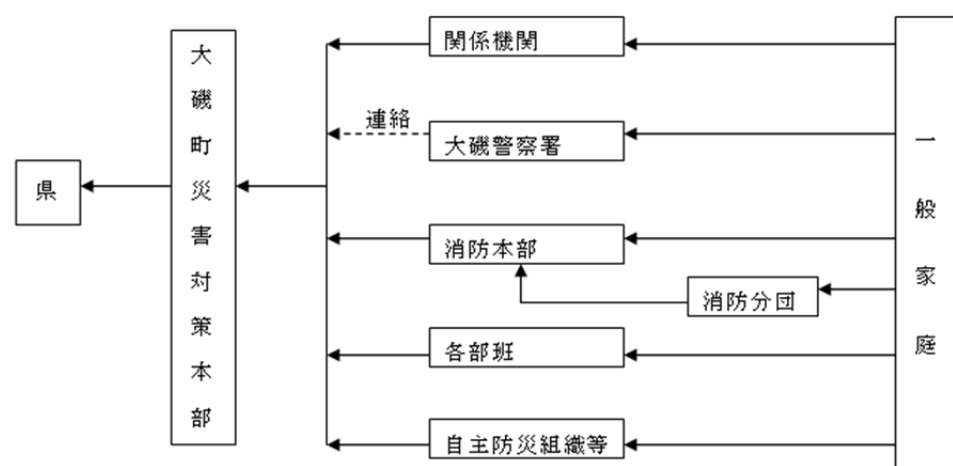 県
大磯町災害対策本部
連絡
関係機関
大磯警察署
消防本部
消防分団
各部班
自主防災組織等
一般家庭